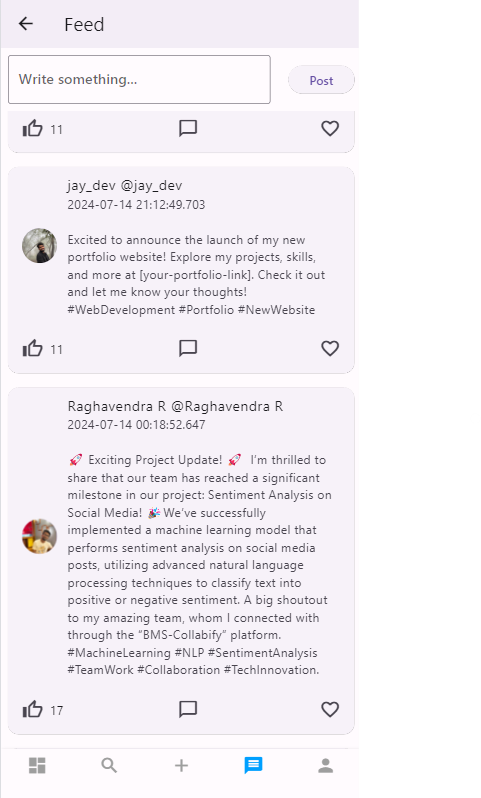 Feed
Write something...
Post
11
jay_dev @jay_dev
2024-07-14 21:12:49.703
Excited to announce the launch of my new
portfolio website! Explore my projects, skills,
and more at [your-portfolio-link]. Check it out
and let me know your thoughts!
#WebDevelopment #Portfolio #NewWebsite
11
Raghavendra R @Raghavendra R
2024-07-14 00:18:52.647
🚀 Exciting Project Update! 🚀 I'm thrilled to
share that our team has reached a significant
milestone in our project: Sentiment Analysis on
Social Media! 🎉 We've successfully
implemented a machine learning model that
performs sentiment analysis on social media
posts, utilizing advanced natural language
processing techniques to classify text into
positive or negative sentiment. A big shoutout
to my amazing team, whom I connected with
through the “BMS-Collabify” platform.
#MachineLearning #NLP #SentimentAnalysis
#TeamWork #Collaboration #TechInnovation.
17